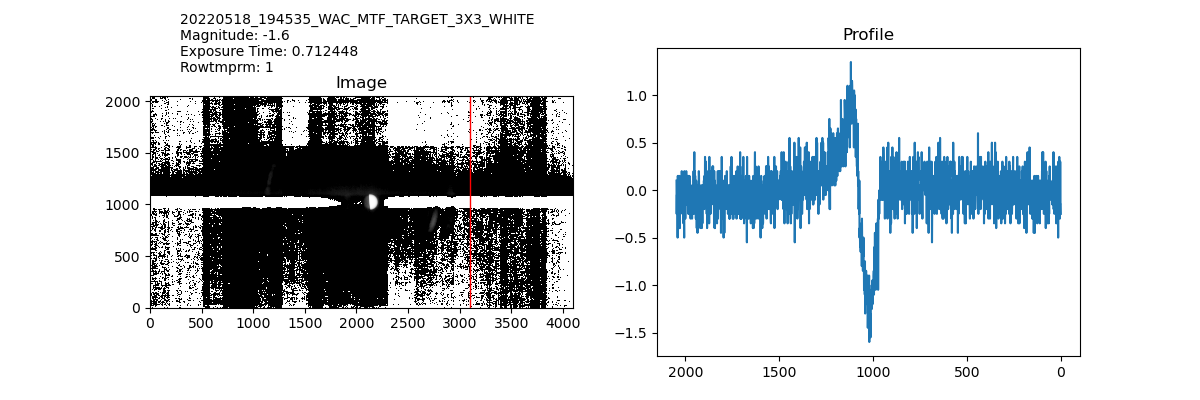 20220518_194535_WAC_MTF_TARGET_3X3_WHITE
Magnitude: -1.6
Exposure Time: 0.712448
Rowtmprm: 1
Image
2000
1500
1000
500
0
0 500 1000 1500 2000 2500 3000 3500 4000
Profile
1.0
0.5
0.0
−0.5
−1.0
−1.5
2000 1500 1000 500 0